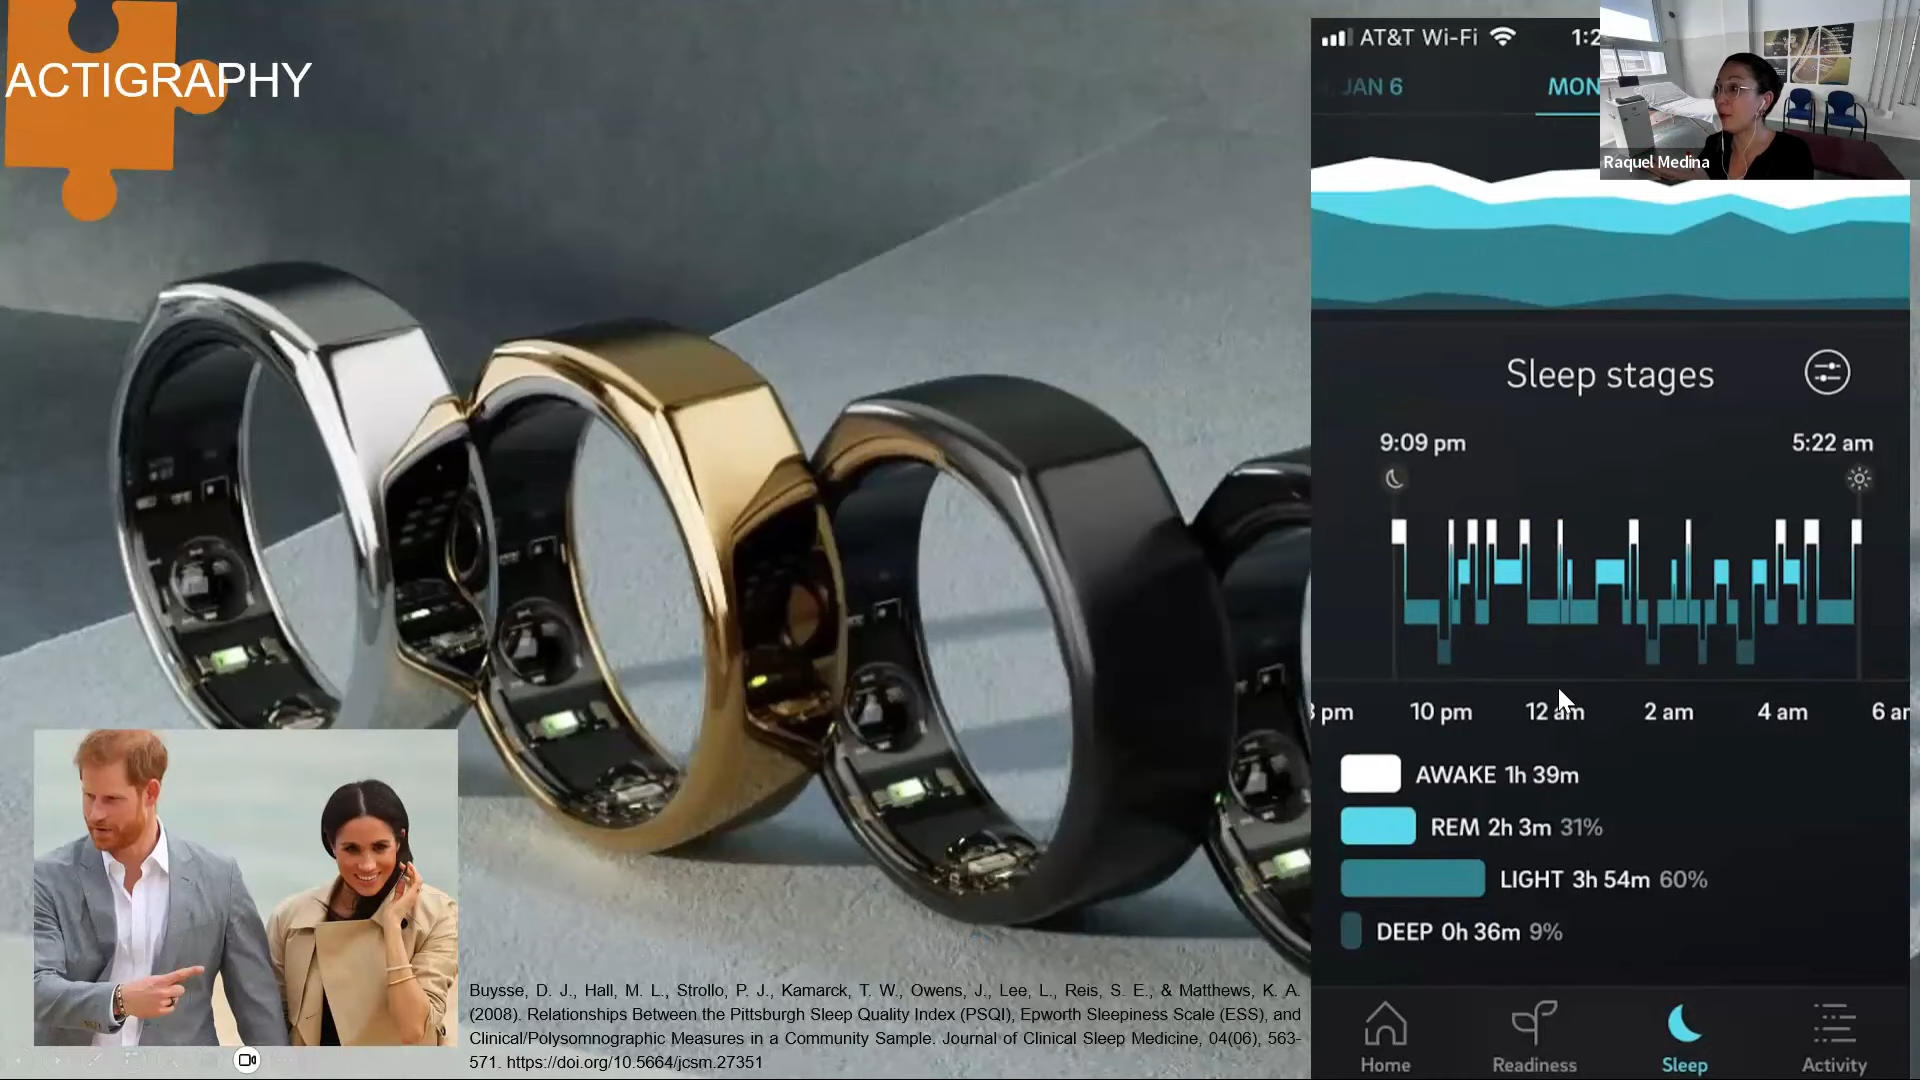 ACTIGRAPHY
AT&T Wi-Fi
JAN 6
MON
Raquel Medina
Sleep stages
9:09 pm
5:22 am
pm
10 pm
12 am
2 am
4 am
AWAKE 1h 39m
REM 2h 3m 31%
LIGHT 3h 54m 60%
DEEP 0h 36m 9%
Home
Readiness
Sleep
Activity
Buysse, D. J., Hall, M. L., Strollo, P. J., Kamarck, T. W., Owens, J., Lee, L., Reis, S. E., & Matthews, K. A.
(2008). Relationships Between the Pittsburgh Sleep Quality Index (PSQI), Epworth Sleepiness Scale (ESS), and
Clinical/Polysomnographic Measures in a Community Sample. Journal of Clinical Sleep Medicine, 04(06), 563-
571. https://doi.org/10.5664/jcsm.27351